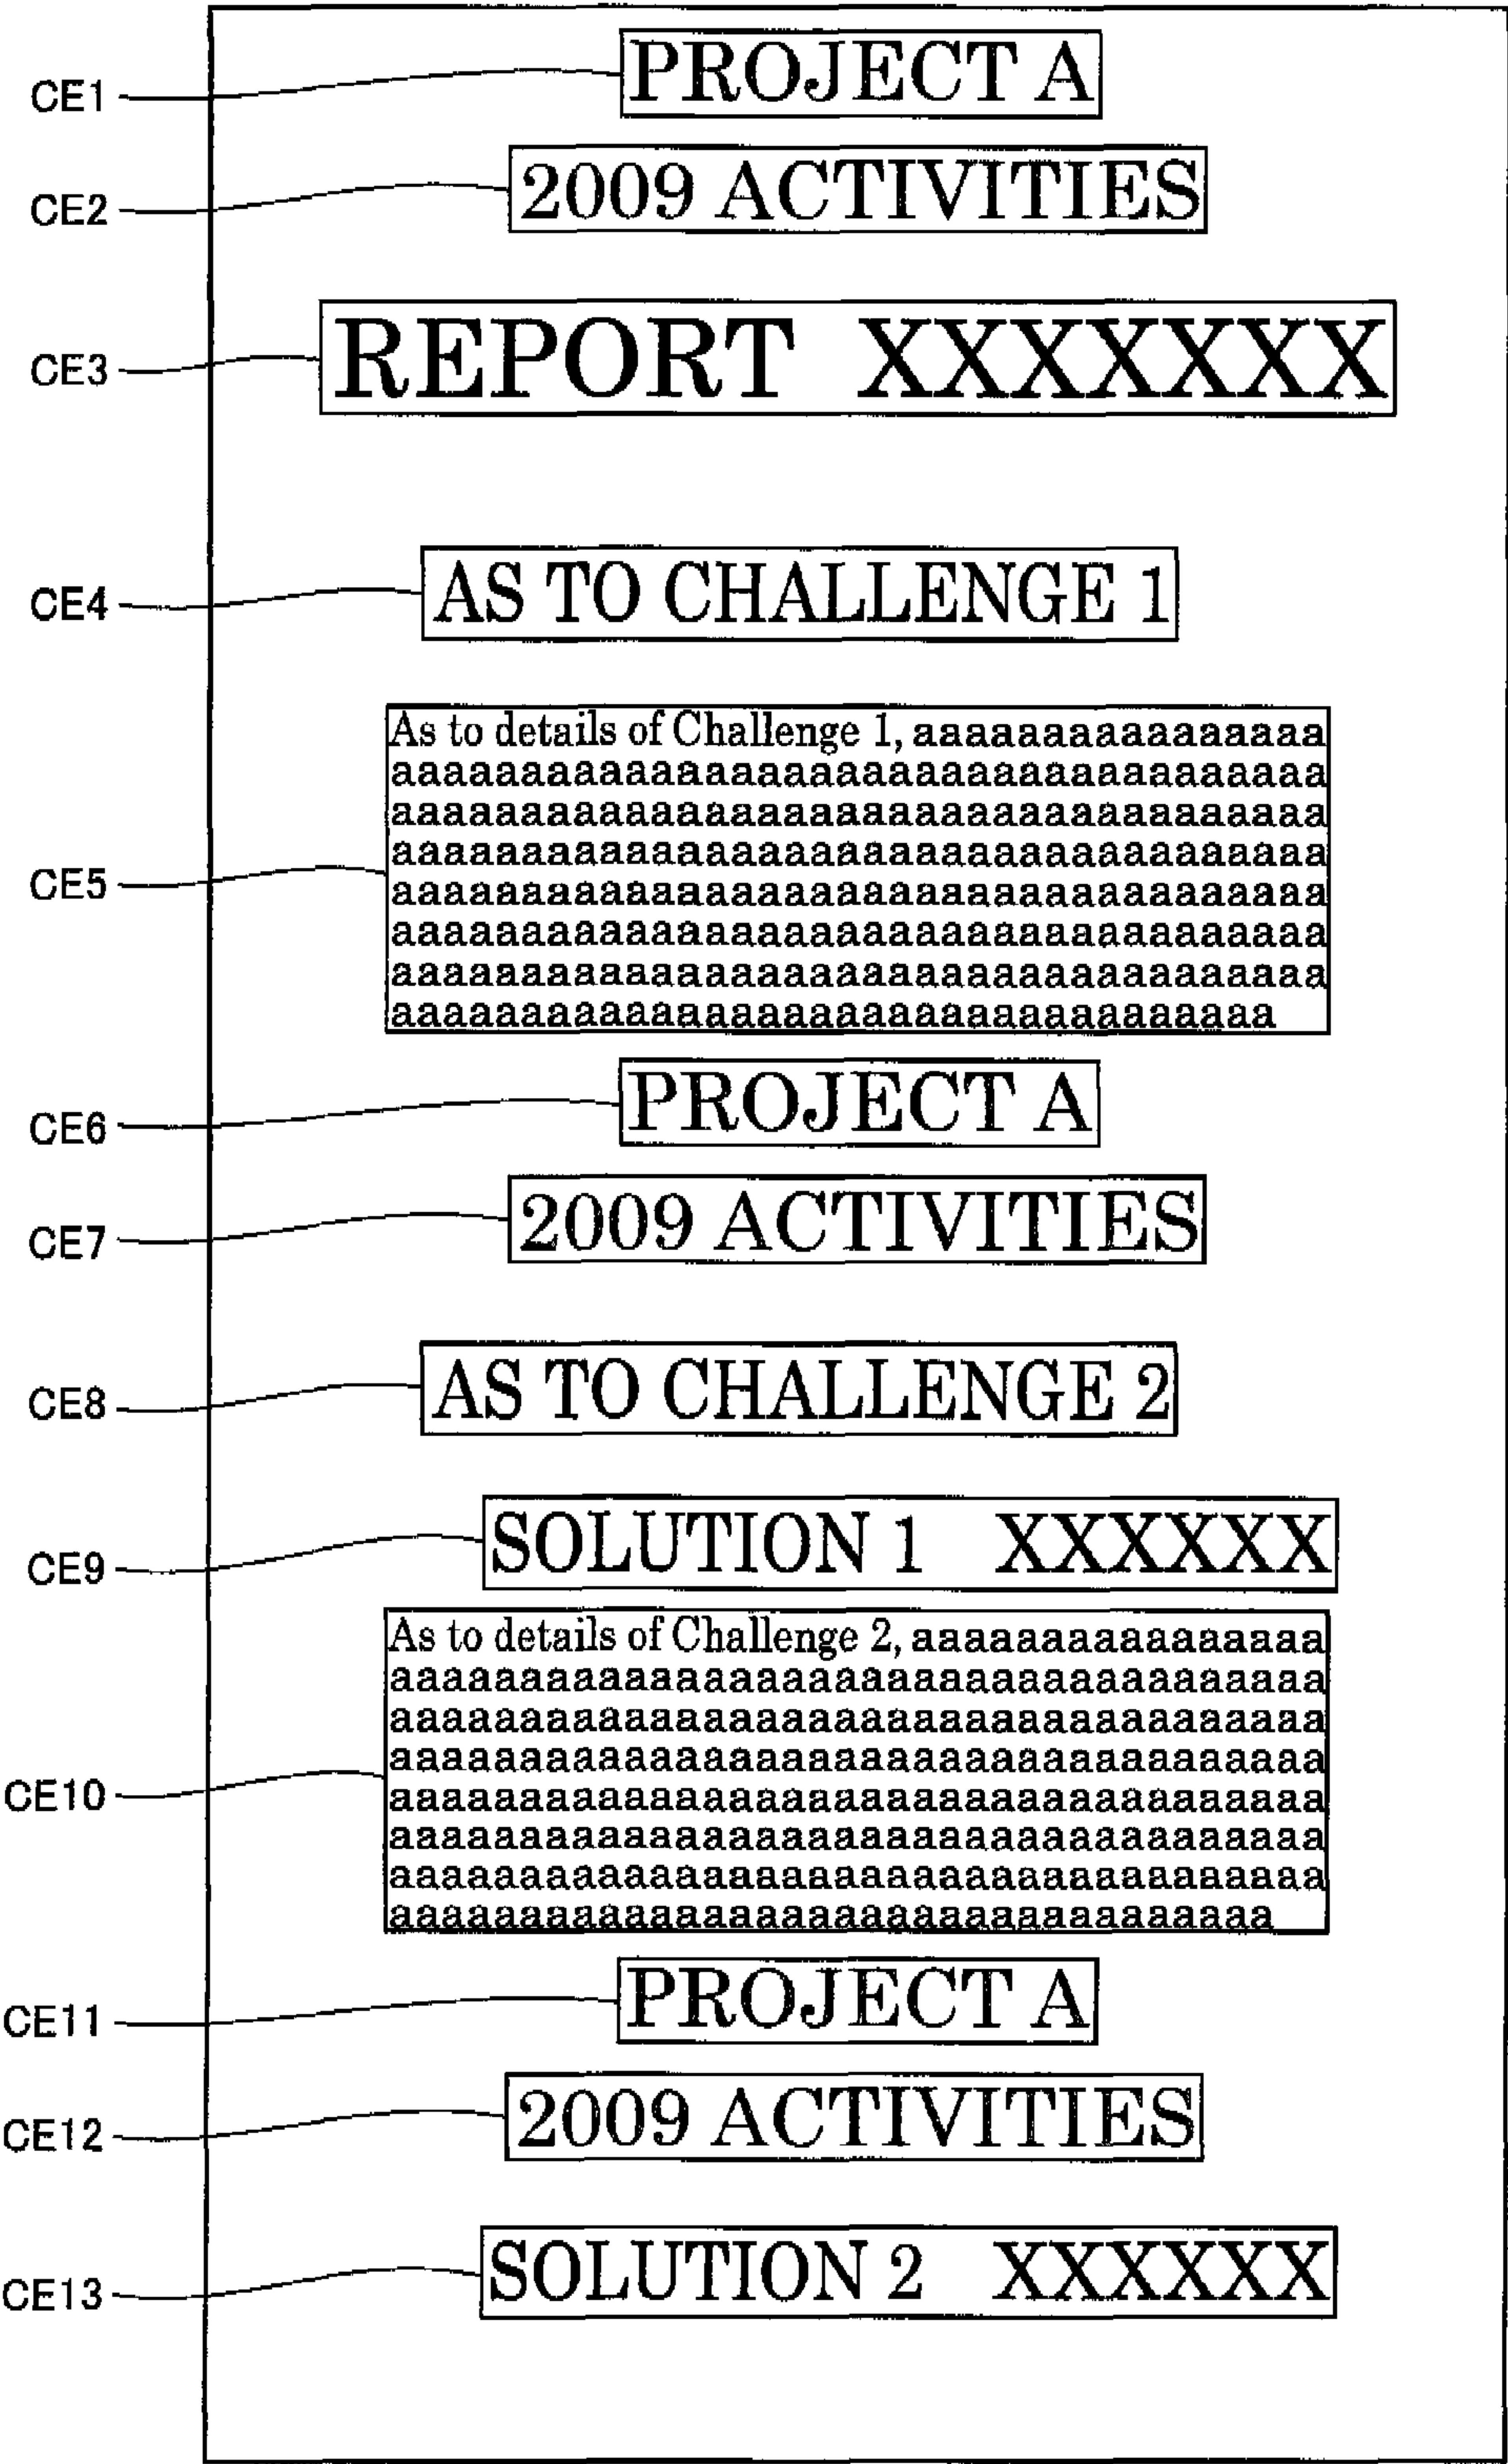 CE1
PROJECT A
CE2
2009 ACTIVITIES
CE3
REPORT XXXXXXX
CE4
AS TO CHALLENGE 1
CE5
As to details of Challenge 1, aaaaaaaaaaaaaaaa
aaaaaaaaaaaaaaaaaaaaaaaaaaaaaaaaaaaa
aaaaaaaaaaaaaaaaaaaaaaaaaaaaaaaaaaaa
aaaaaaaaaaaaaaaaaaaaaaaaaaaaaaaaaaaa
aaaaaaaaaaaaaaaaaaaaaaaaaaaaaaaaaaaa
aaaaaaaaaaaaaaaaaaaaaaaaaaaaaaaaaaaa
aaaaaaaaaaaaaaaaaaaaaaaaaaaaaaaaaaaa
aaaaaaaaaaaaaaaaaaaaaaaaaaaaaaaaaa
CE6
PROJECT A
CE7
2009 ACTIVITIES
CE8
AS TO CHALLENGE 2
CE9
SOLUTION 1 XXXXXX
CE10
As to details of Challenge 2, aaaaaaaaaaaaaaaa
aaaaaaaaaaaaaaaaaaaaaaaaaaaaaaaaaaaa
aaaaaaaaaaaaaaaaaaaaaaaaaaaaaaaaaaaa
aaaaaaaaaaaaaaaaaaaaaaaaaaaaaaaaaaaa
aaaaaaaaaaaaaaaaaaaaaaaaaaaaaaaaaaaa
aaaaaaaaaaaaaaaaaaaaaaaaaaaaaaaaaaaa
aaaaaaaaaaaaaaaaaaaaaaaaaaaaaaaaaaaa
aaaaaaaaaaaaaaaaaaaaaaaaaaaaaaaaaa
CE11
PROJECT A
CE12
2009 ACTIVITIES
CE13
SOLUTION 2 XXXXXX